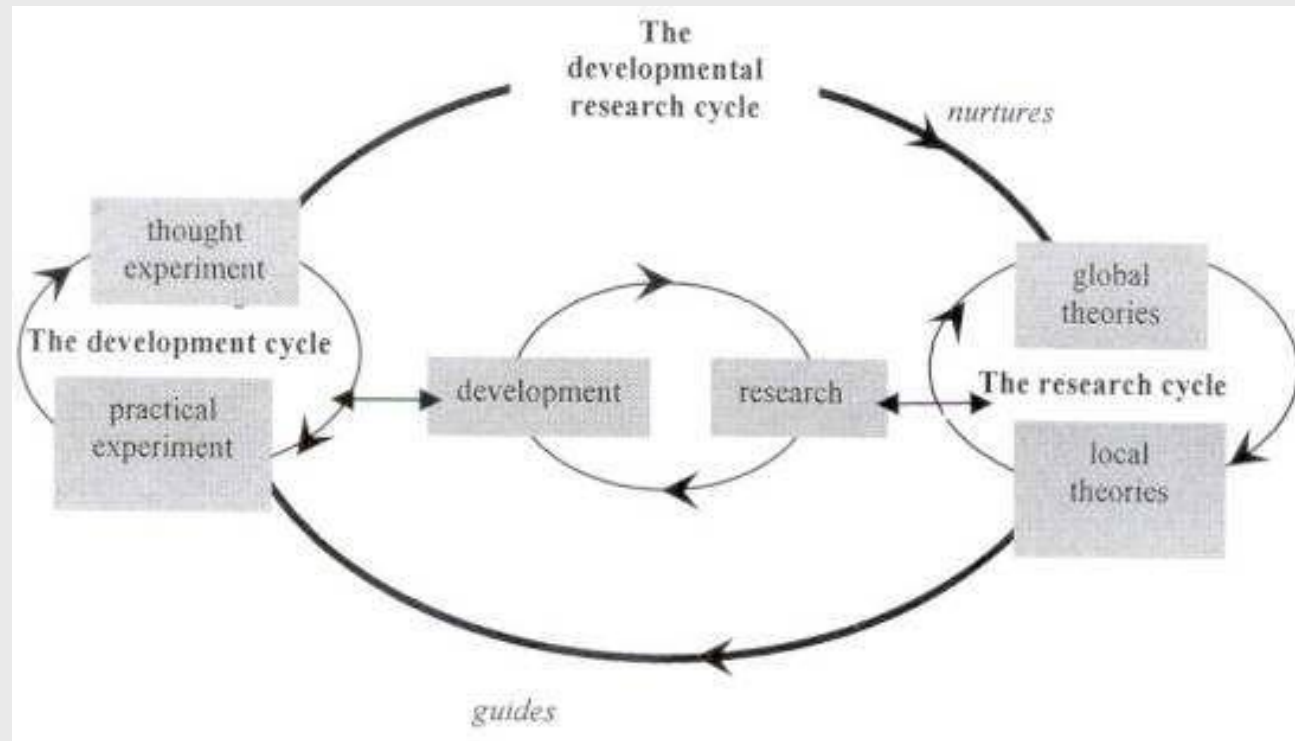 The
developmental
research cycle
nurtures
thought
experiment
The development cycle
practical
experiment
development
research
global
theories
The research cycle
local
theories
guides